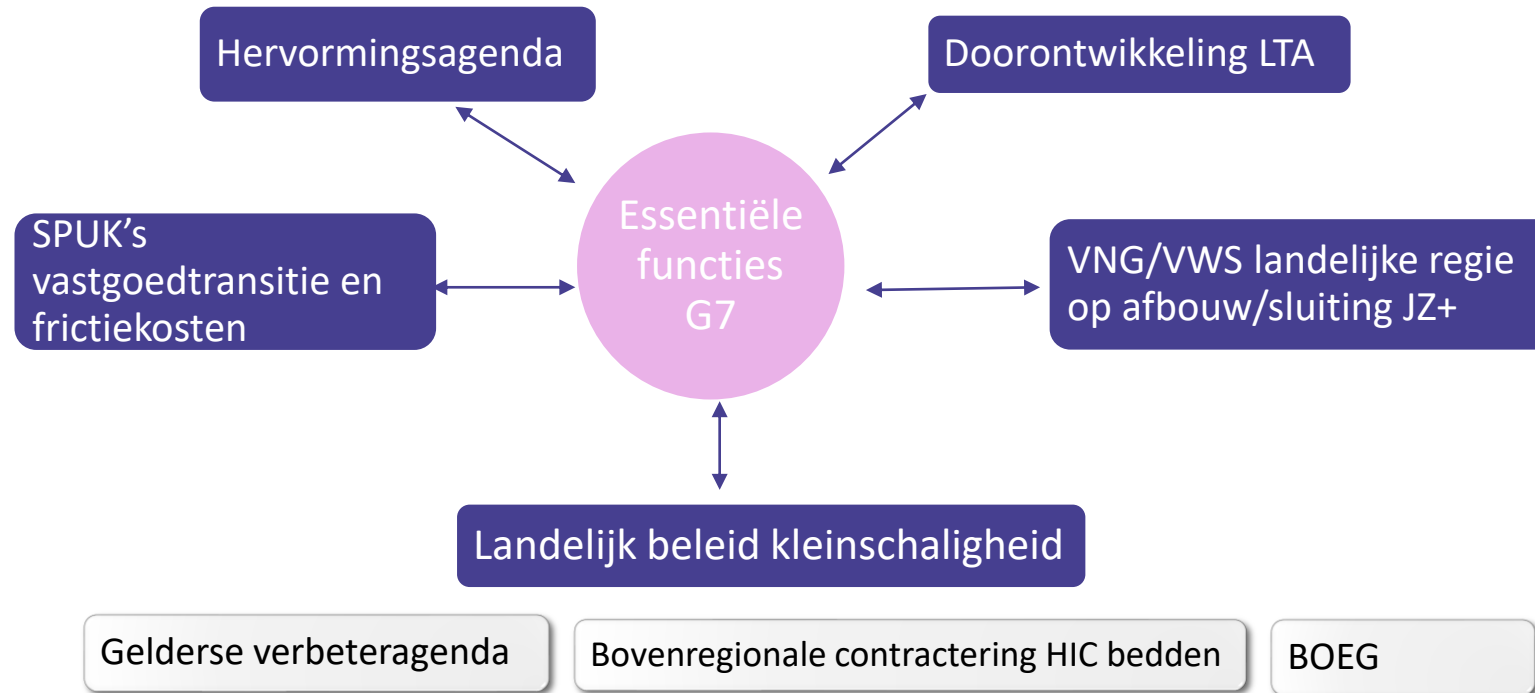 Hervormingsagenda
Doorontwikkeling LTA
Essentiële
functies
G7
SPUK’s
vastgoedtransitie en
frictiekosten
VNG/VWS landelijke regie
op afbouw/sluiting JZ+
Landelijk beleid kleinschaligheid
Gelderse verbeteragenda
Bovenregionale contractering HIC bedden
BOEG